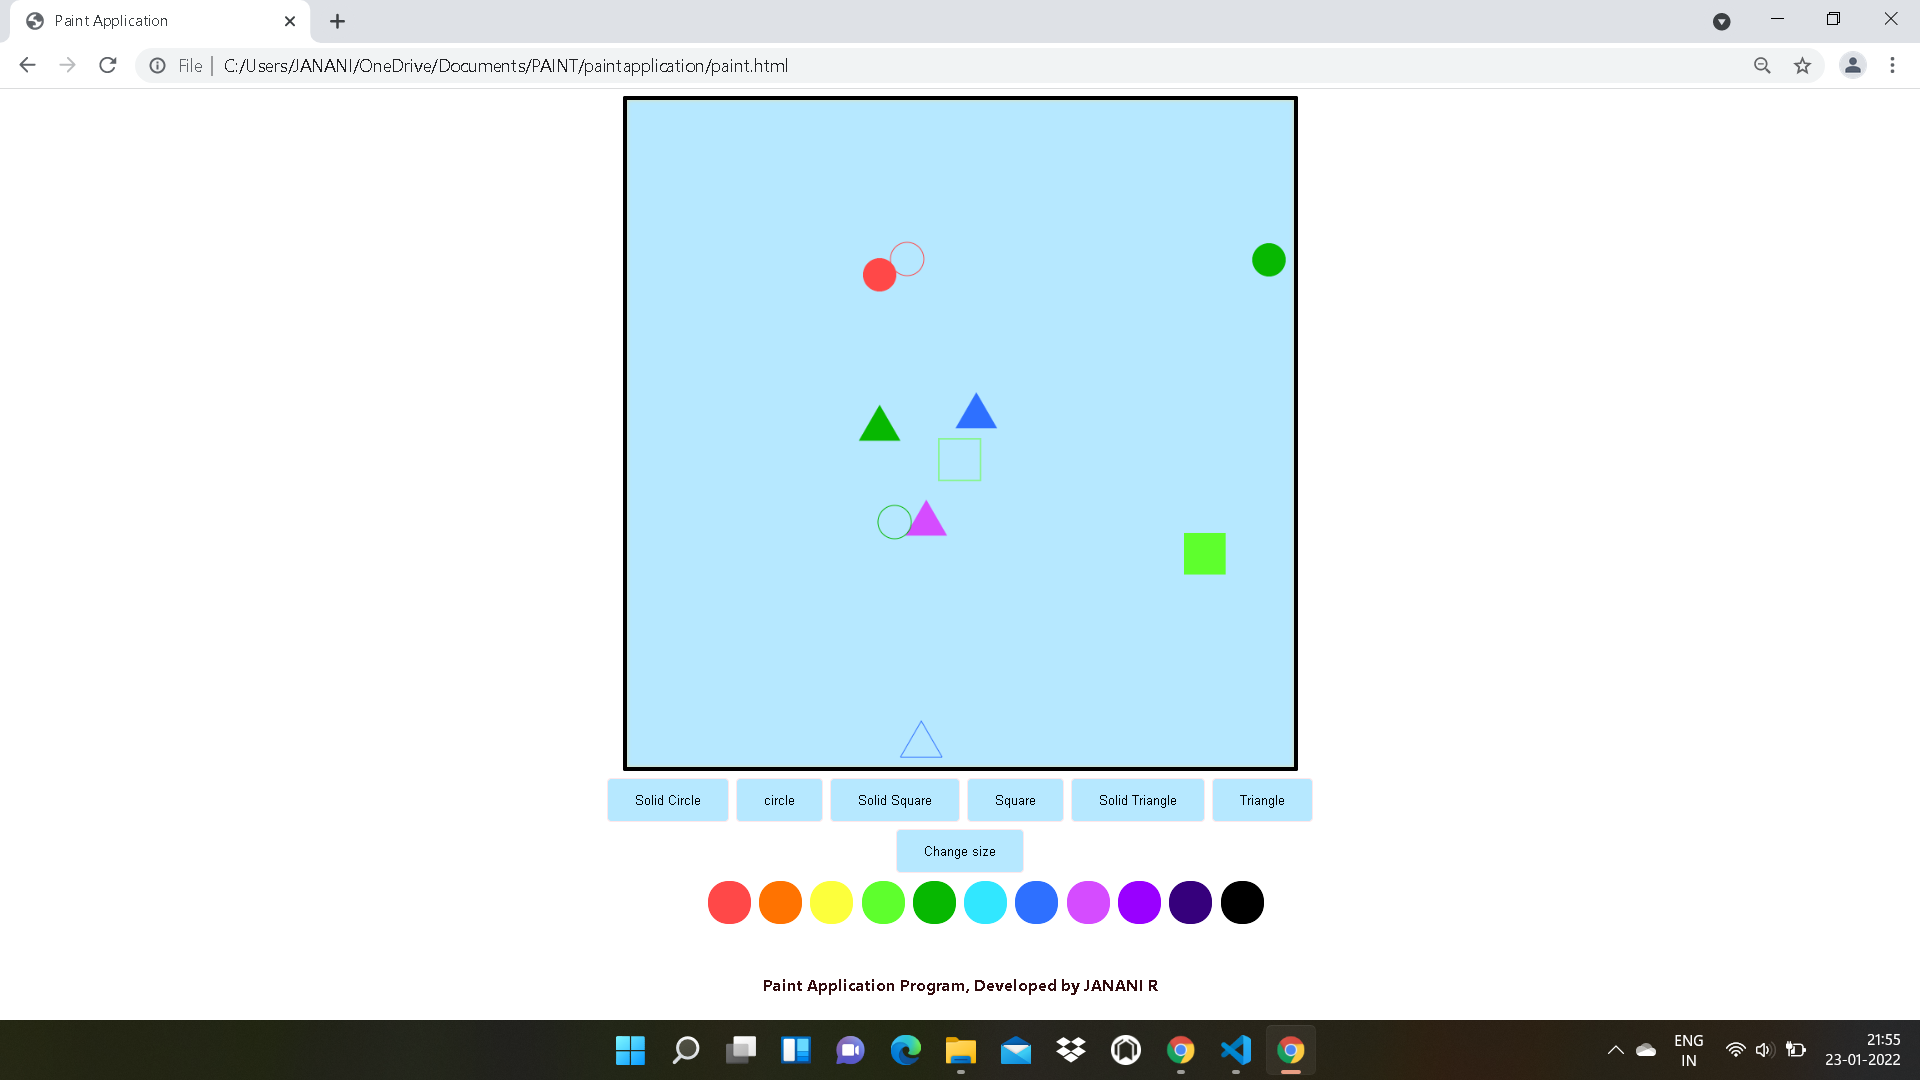 Paint Application
File | C:/Users/JANANI/OneDrive/Documents/PAINT/paintapplication/paint.html
Solid Circle circle Solid Square Square Solid Triangle Triangle
Change size
Paint Application Program, Developed by JANANI R
ENG 21:55
IN 23-01-2022